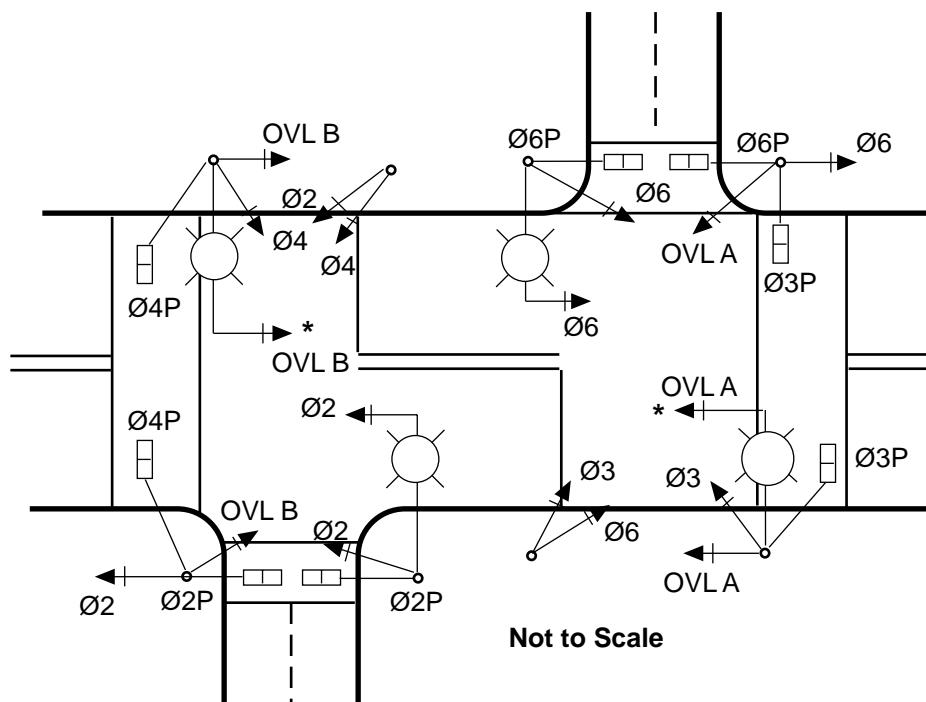 OVL B
Ø6P
Ø6P
Ø6
Ø2
Ø6
Ø4
Ø4
OVL A
Ø4P
Ø3P
*
Ø6
OVL B
OVL A
Ø2
*
Ø4P
Ø3P
Ø3
Ø3
OVL B
Ø2
Ø6
OVL A
Ø2
Ø2P
Ø2P
Not to Scale